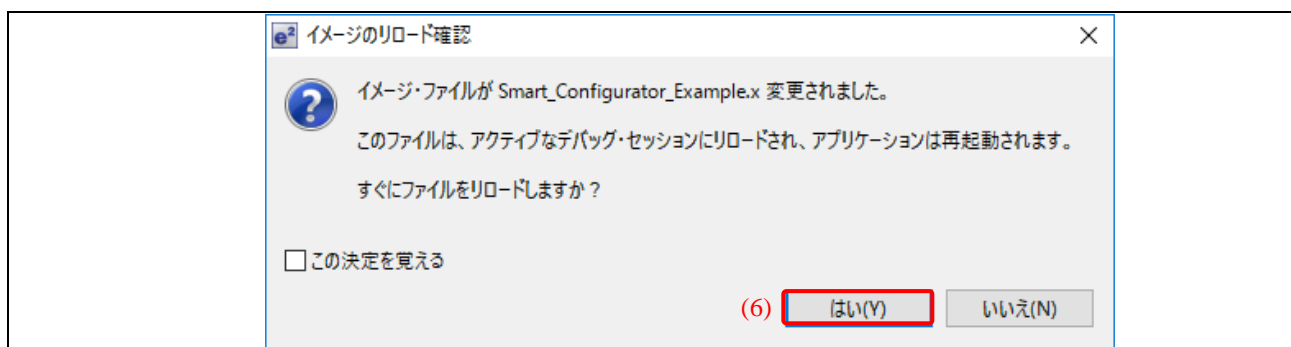 e² イメージのリロード確認
イメージ・ファイルが Smart_Configurator_Example.x 変更されました。
このファイルは、アクティブなデバッグ・セッションにリロードされ、アプリケーションは再起動されます。
すぐにファイルをリロードしますか？
この決定を覚える
(6) はい(Y) いいえ(N)